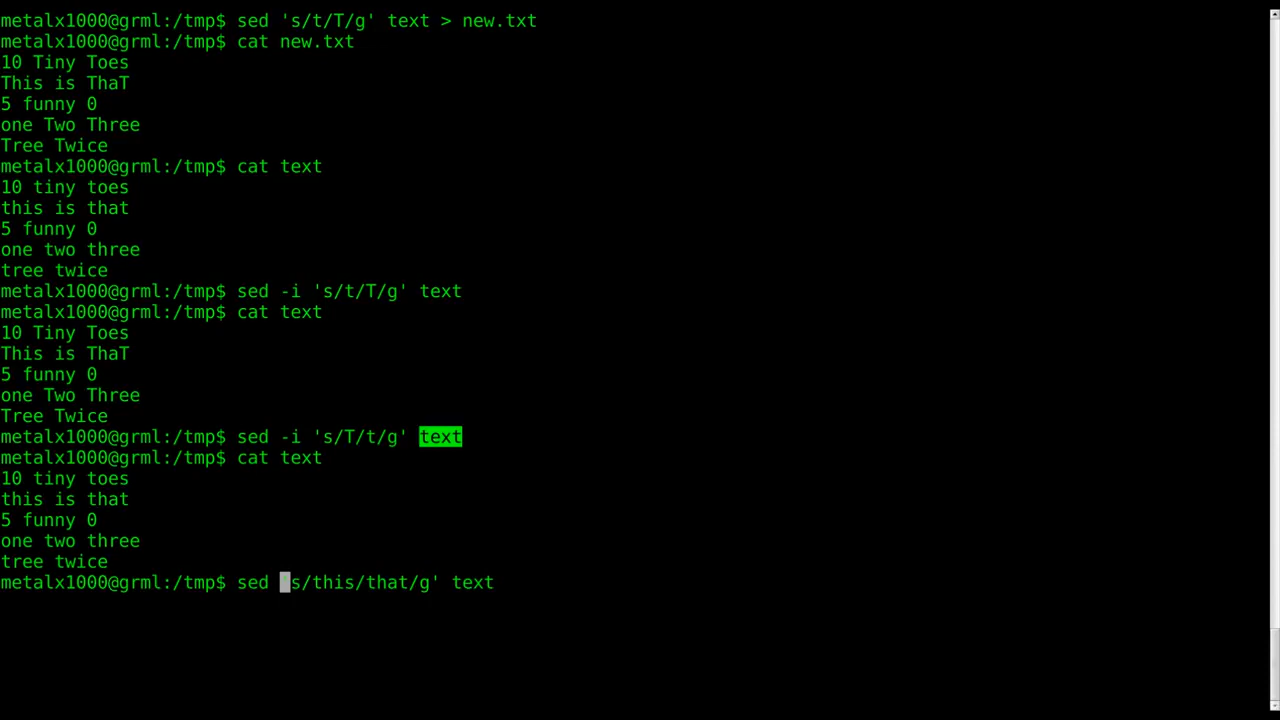 metalx1000@grml:/tmp$ sed 's/t/T/g' text > new.txt
metalx1000@grml:/tmp$ cat new.txt
10 Tiny Toes
This is ThaT
5 funny 0
one Two Three
Tree Twice
metalx1000@grml:/tmp$ cat text
10 tiny toes
this is that
5 funny 0
one two three
tree twice
metalx1000@grml:/tmp$ sed -i 's/t/T/g' text
metalx1000@grml:/tmp$ cat text
10 Tiny Toes
This is ThaT
5 funny 0
one Two Three
Tree Twice
metalx1000@grml:/tmp$ sed -i 's/T/t/g' text
metalx1000@grml:/tmp$ cat text
10 tiny toes
this is that
5 funny 0
one two three
tree twice
metalx1000@grml:/tmp$ sed 's/this/that/g' text